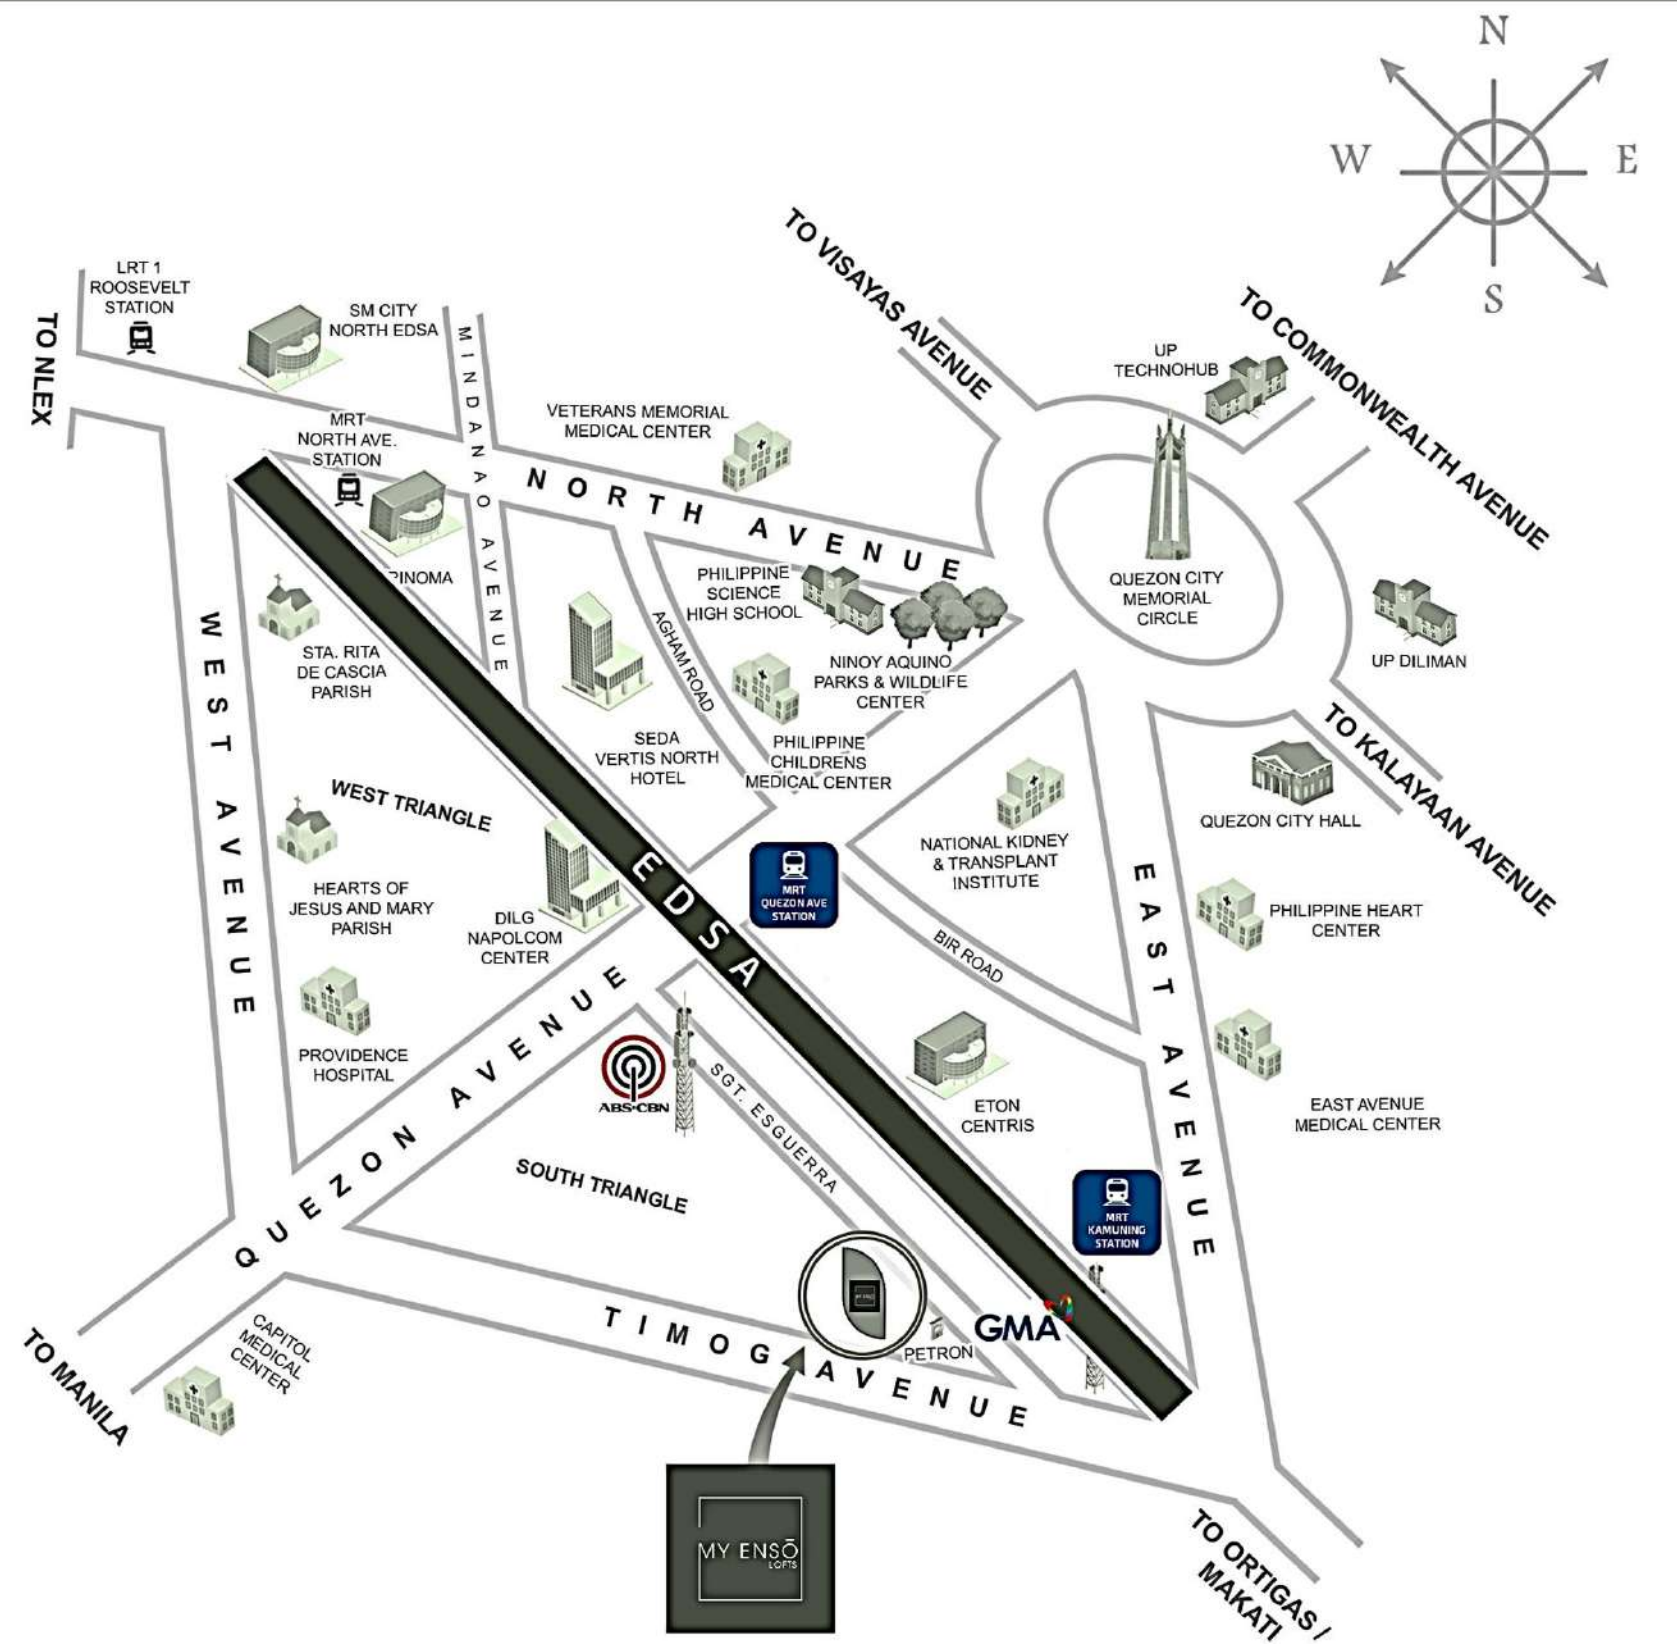 N
W
E
S
TO VISAYAS AVENUE
TO COMMONWEALTH AVENUE
LRT 1
ROOSEVELT
STATION
SM CITY
NORTH EDSA
TO NLEX
MINDANAO AVENUE
UP
TECHNOHUB
MRT
NORTH AVE.
STATION
VETERANS MEMORIAL
MEDICAL CENTER
NORTH AVENUE
PINOMA
PHILIPPINE
SCIENCE
HIGH SCHOOL
QUEZON CITY
MEMORIAL
CIRCLE
WEST AVENUE
STA. RITA
DE CASCIA
PARISH
AGHAM ROAD
NINOY AQUINO
PARKS & WILDLIFE
CENTER
UP DILIMAN
SEDA
VERTIS NORTH
HOTEL
PHILIPPINE
CHILDRENS
MEDICAL CENTER
TO KALAYAAN AVENUE
WEST TRIANGLE
QUEZON CITY HALL
NATIONAL KIDNEY
& TRANSPLANT
INSTITUTE
EDSA
MRT
QUEZON AVE
STATION
EAST AVENUE
HEARTS OF
JESUS AND MARY
PARISH
DILG
NAPOLCOM
CENTER
PHILIPPINE HEART
CENTER
BIR ROAD
QUEZON AVENUE
PROVIDENCE
HOSPITAL
ABS-CBN
SGT. ESGUERRA
ETON
CENTRIS
EAST AVENUE
MEDICAL CENTER
SOUTH TRIANGLE
MRT
KAMUNING
STATION
MY ENSŌ
TIMOG AVENUE
PETRON
GMA
CAPITOL
MEDICAL
CENTER
TO MANILA
MY ENSŌ
LOFTS
TO ORTIGAS /
MAKATI